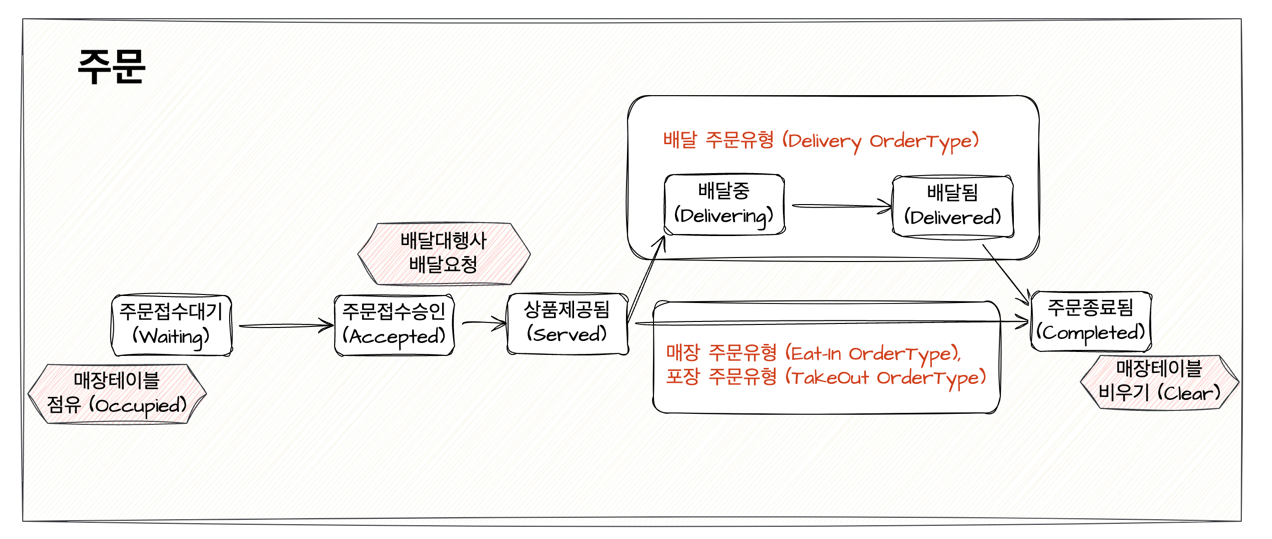 주문
배달 주문유형 (Delivery OrderType)
배달중
(Delivering)
배달됨
(Delivered)
배달대행사
배달요청
주문접수대기
(Waiting)
주문접수승인
(Accepted)
상품제공됨
(Served)
주문종료됨
(Completed)
매장 주문유형 (Eat-In OrderType),
포장 주문유형 (TakeOut OrderType)
매장테이블
점유 (Occupied)
매장테이블
비우기 (Clear)